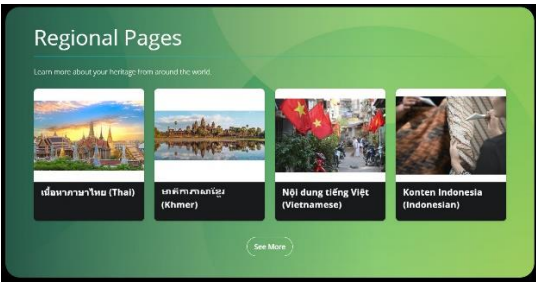 Regional Pages
Learn more about your heritage from around the world.
เนื้อหาภาษาไทย (Thai)
(Khmer)
Nội dung tiếng Việt
(Vietnamese)
Konten Indonesia
(Indonesian)
See More